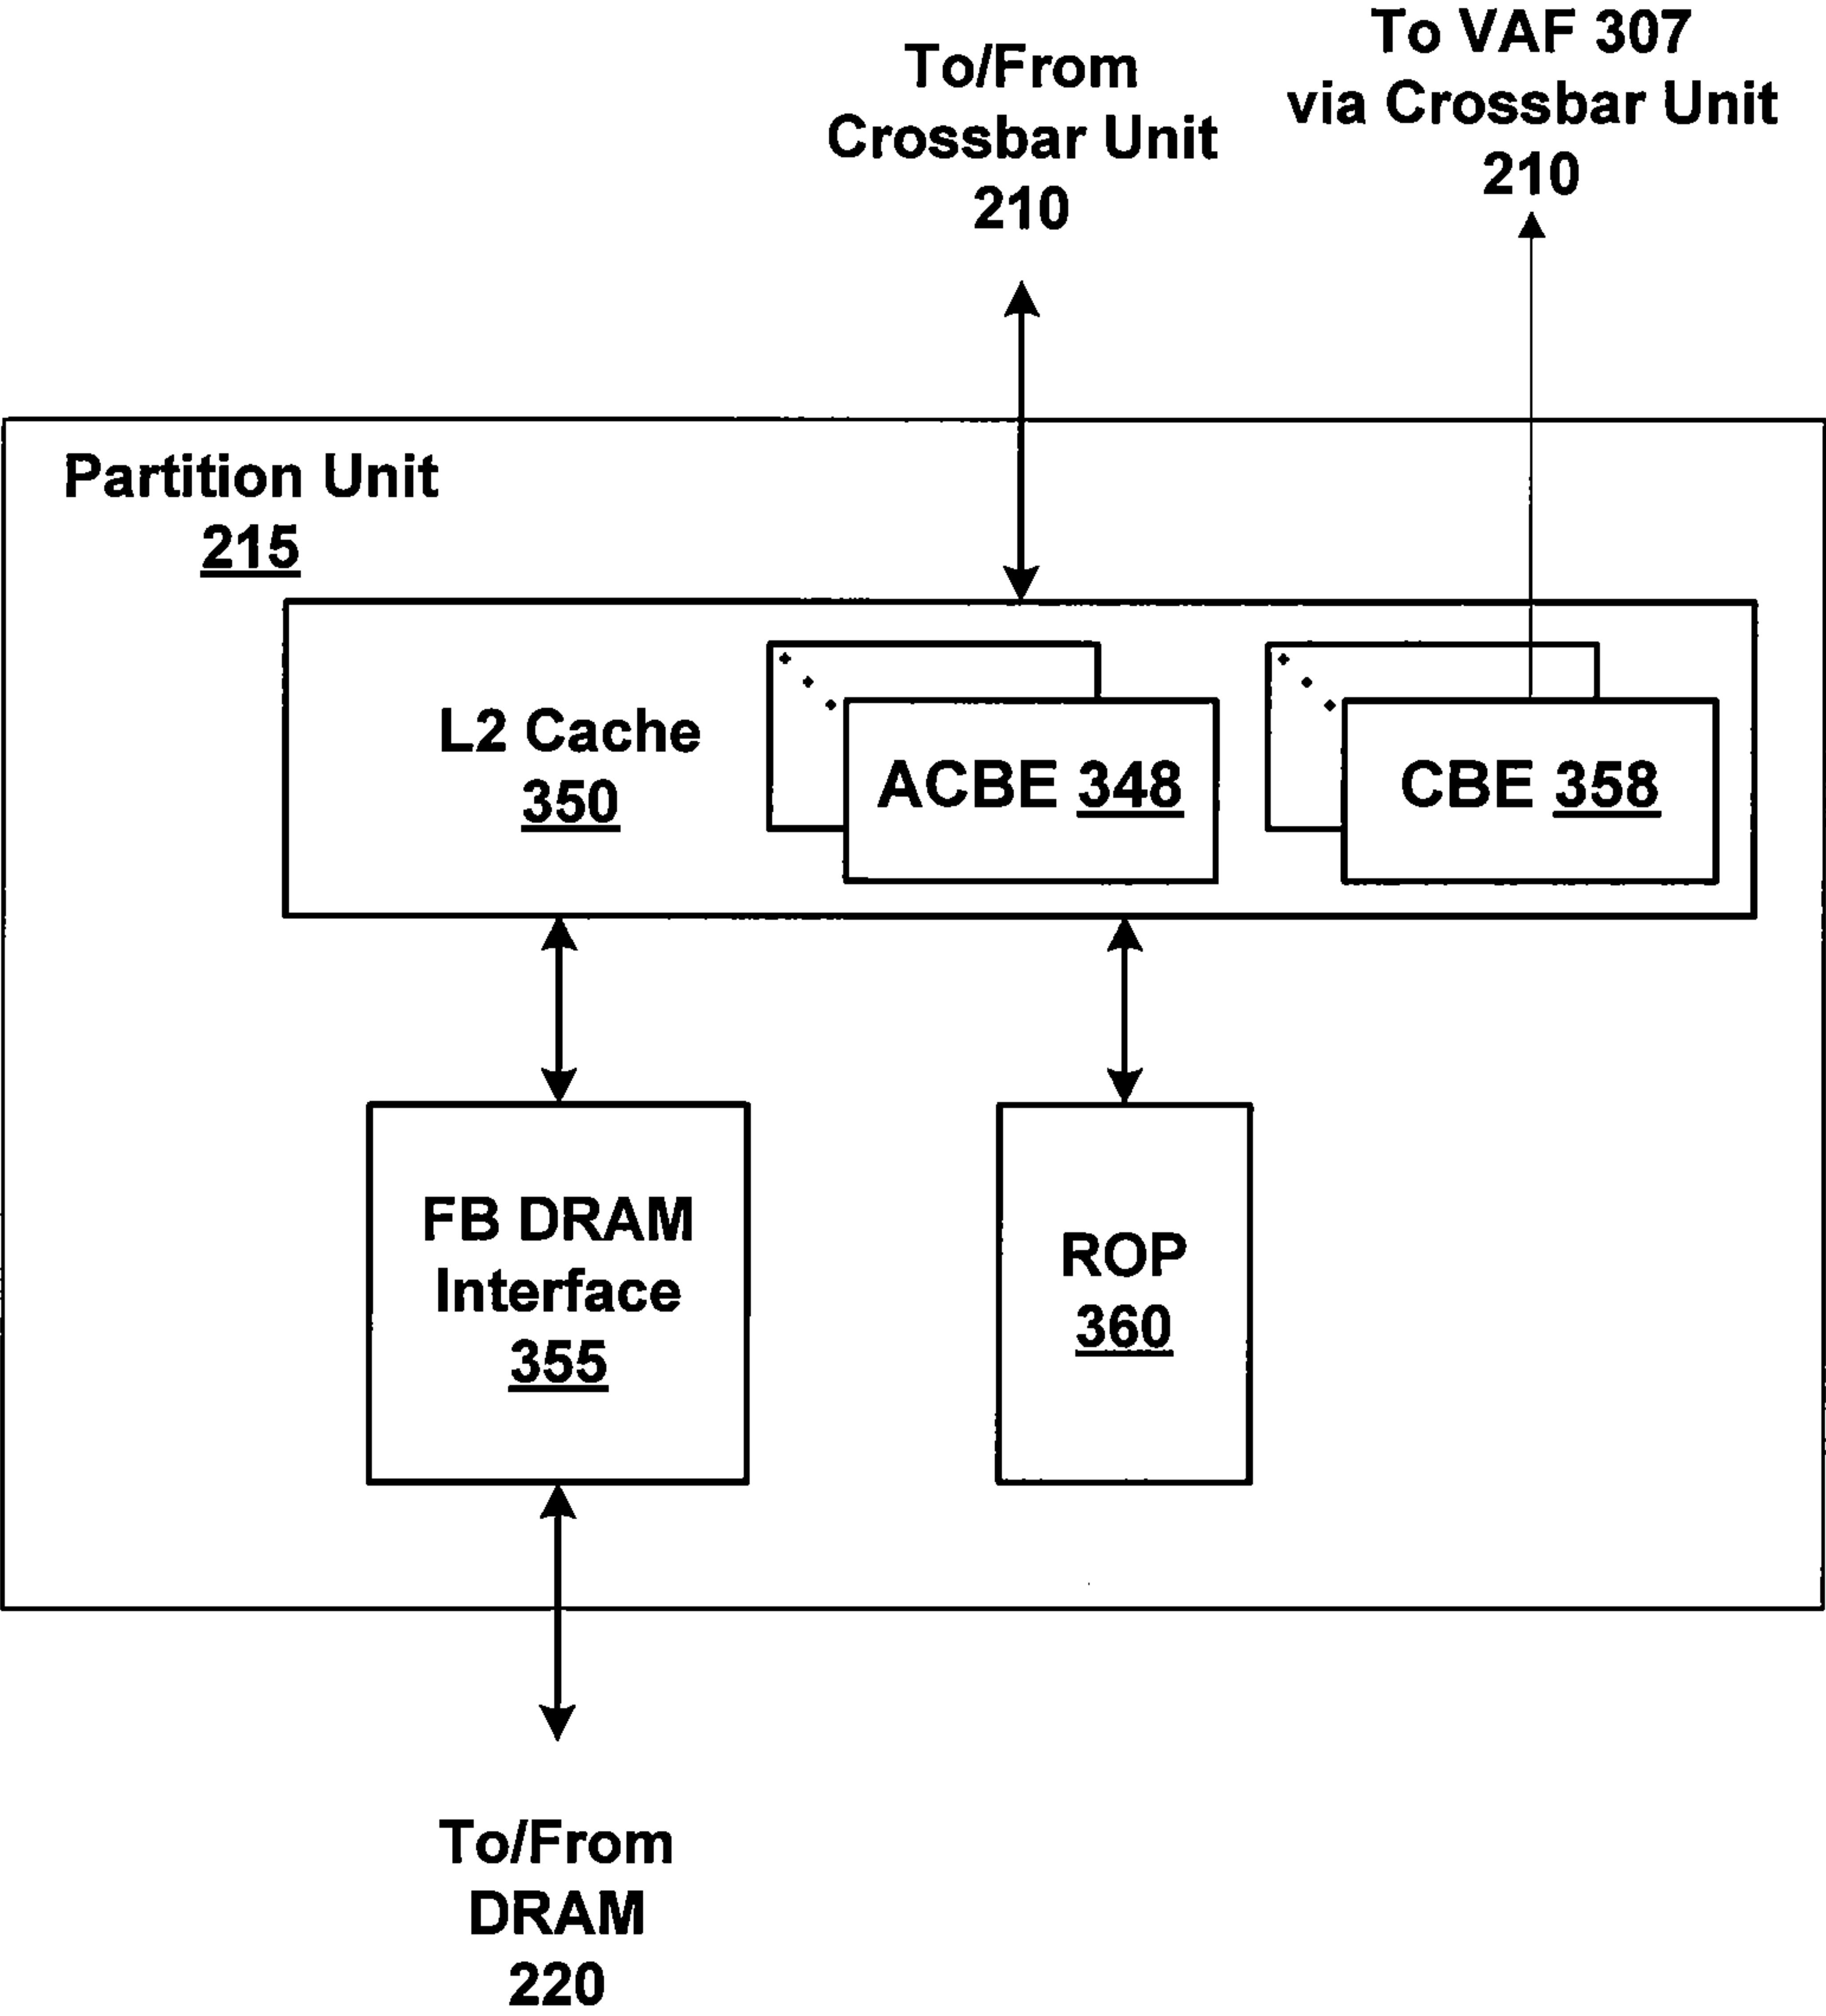 To/From
Crossbar Unit
210
To VAF 307
via Crossbar Unit
210
Partition Unit
215
L2 Cache
350
ACBE 348
CBE 358
FB DRAM
Interface
355
ROP
360
To/From
DRAM
220